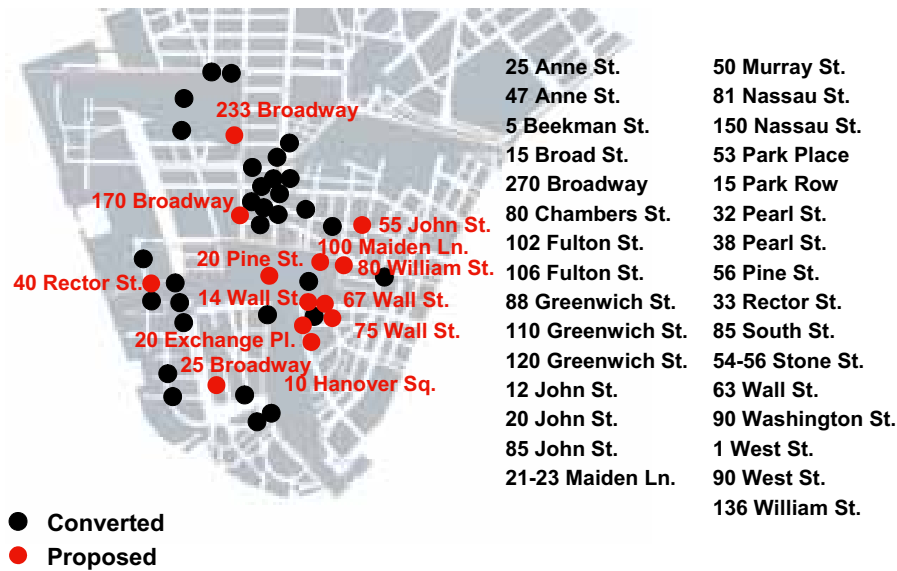 233 Broadway
170 Broadway
55 John St.
100 Maiden Ln.
20 Pine St.
80 William St.
40 Rector St.
14 Wall St.
67 Wall St.
75 Wall St.
20 Exchange Pl.
25 Broadway
10 Hanover Sq.
Converted
Proposed
25 Anne St.
47 Anne St.
5 Beekman St.
15 Broad St.
270 Broadway
80 Chambers St.
102 Fulton St.
106 Fulton St.
88 Greenwich St.
110 Greenwich St.
120 Greenwich St.
12 John St.
20 John St.
85 John St.
21-23 Maiden Ln.
50 Murray St.
81 Nassau St.
150 Nassau St.
53 Park Place
15 Park Row
32 Pearl St.
38 Pearl St.
56 Pine St.
33 Rector St.
85 South St.
54-56 Stone St.
63 Wall St.
90 Washington St.
1 West St.
90 West St.
136 William St.